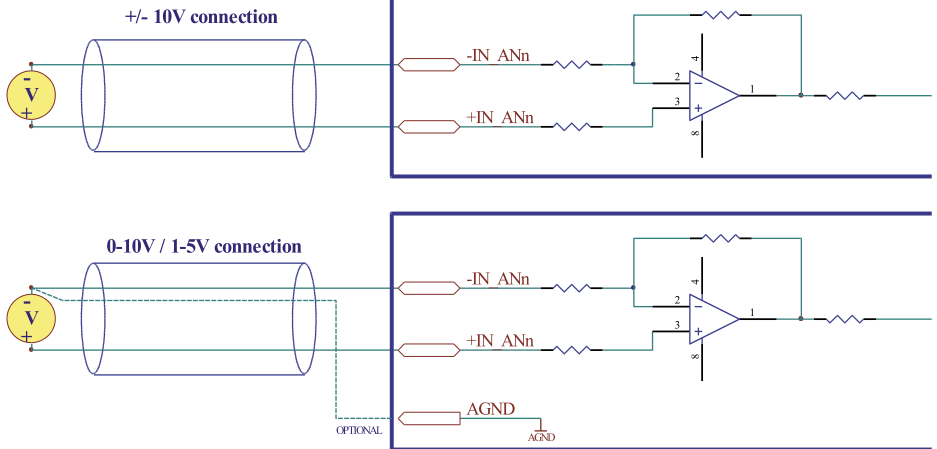 +/- 10V connection
-IN_ANn
-
V
+
+IN_ANn
4
2
-
1
3
+
8
0-10V / 1-5V connection
-IN_ANn
-
V
+
+IN_ANn
4
2
-
1
3
+
8
AGND
OPTIONAL
AGND